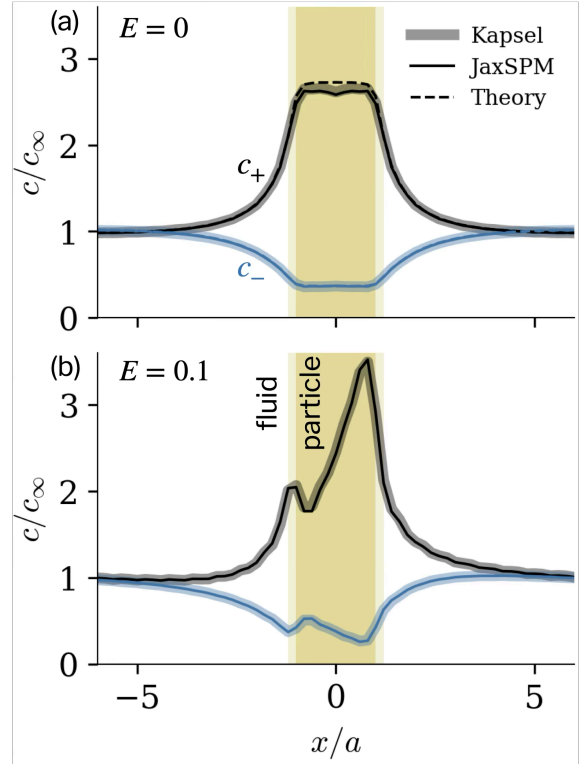 (a) E = 0
Kapsel
JaxSPM
Theory
c₊
c₋
c/c∞
3
2
1
0
(b) E = 0.1
fluid
particle
c/c∞
3
2
1
0
−5 0 5
x/a